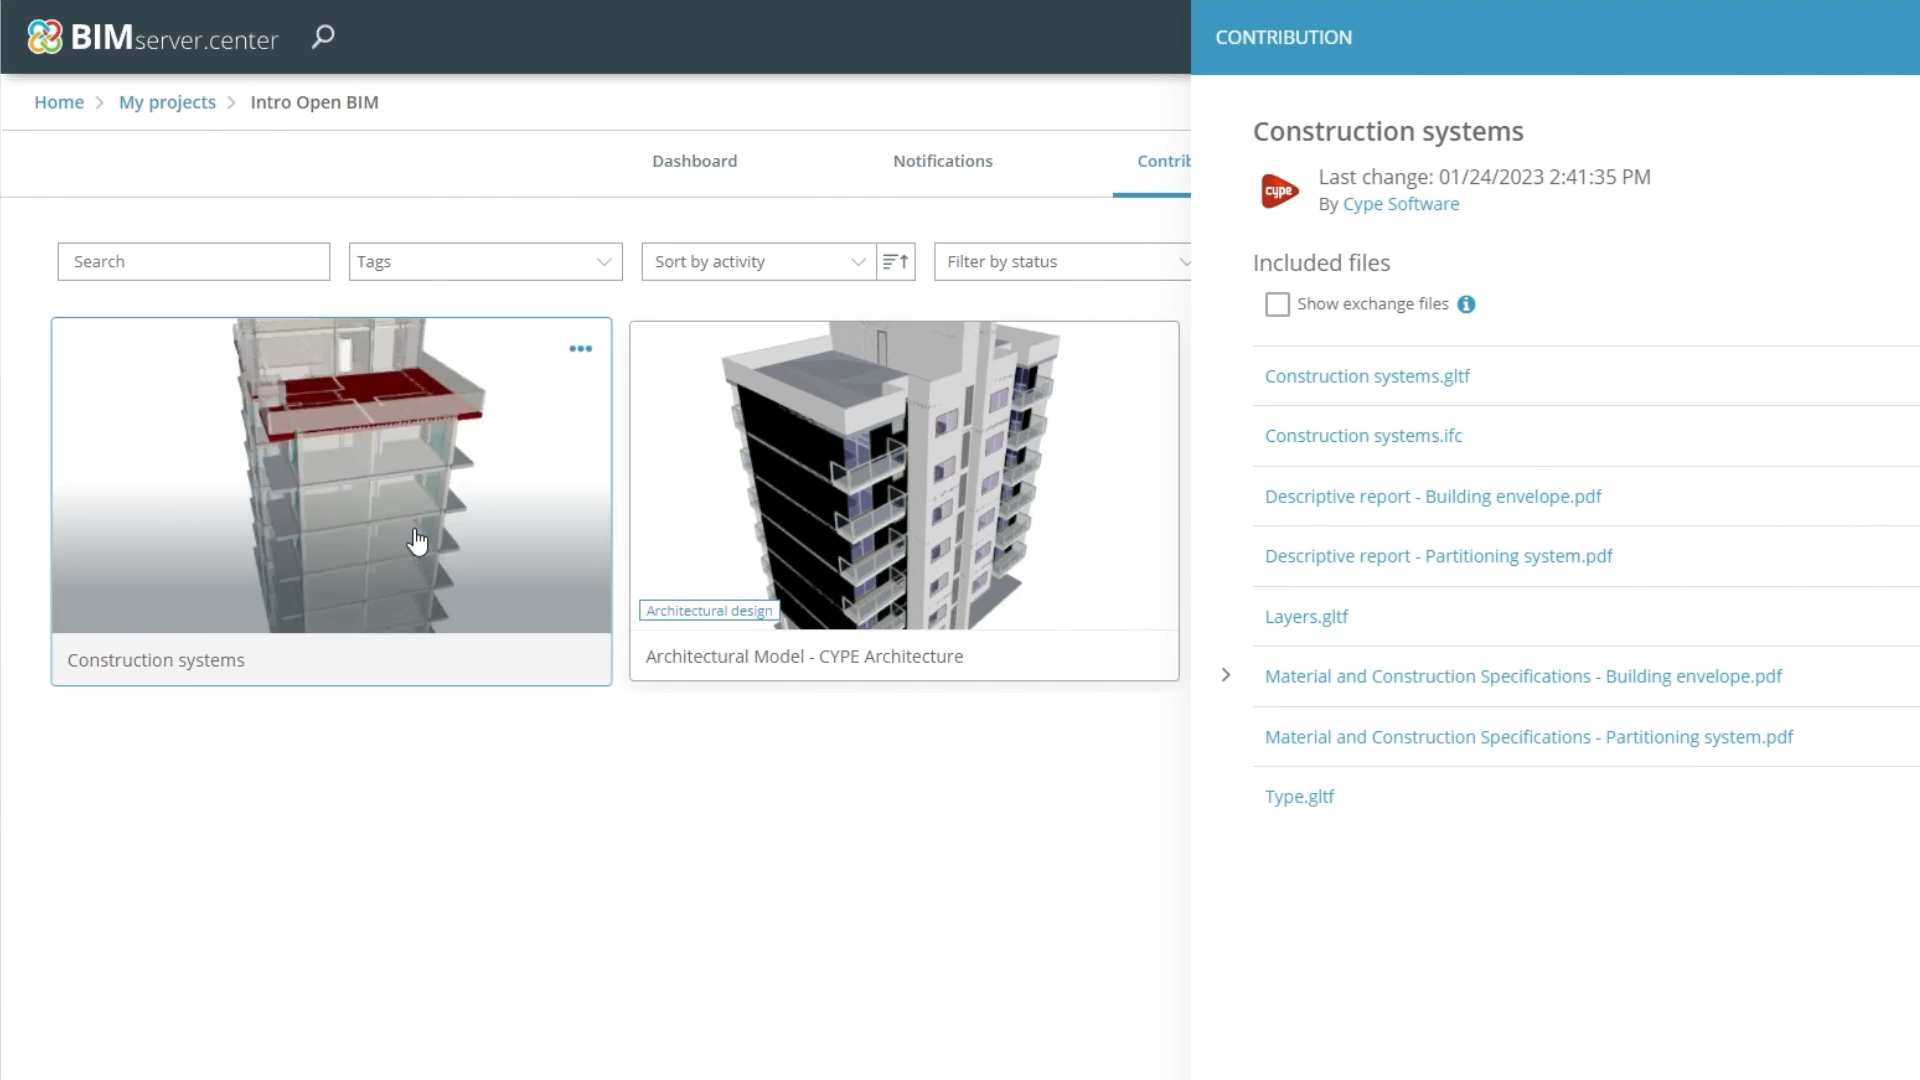 BIMserver.center
CONTRIBUTION
Home > My projects > Intro Open BIM
Dashboard
Notifications
Contrib
Search
Tags
Sort by activity
Filter by status
Architectural design
Construction systems
Architectural Model - CYPE Architecture
Construction systems
cype
Last change: 01/24/2023 2:41:35 PM
By Cype Software
Included files
Show exchange files
Construction systems.gltf
Construction systems.ifc
Descriptive report - Building envelope.pdf
Descriptive report - Partitioning system.pdf
Layers.gltf
Material and Construction Specifications - Building envelope.pdf
Material and Construction Specifications - Partitioning system.pdf
Type.gltf